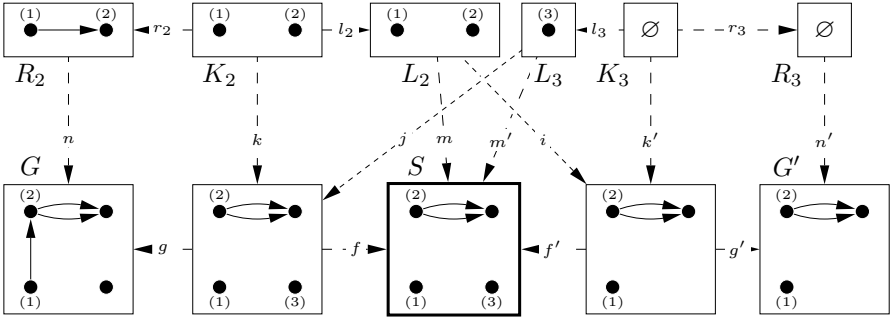 (1) (2) (1) (2) (1) (2) (3) ∅ ∅
r2 l2 l3 r3
R2 K2 L2 L3 K3 R3
n k j m m′ i k′ n′
G S G′
(2) (2) (2) (2) (2)
g f f′ g′
(1) (1) (3) (1) (3) (1) (1)